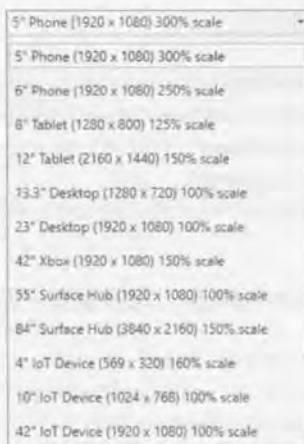 5" Phone (1920 x 1080) 300% scale
5" Phone (1920 x 1080) 300% scale
6" Phone (1920 x 1080) 250% scale
8" Tablet (1280 x 800) 125% scale
12" Tablet (2160 x 1440) 150% scale
13.3" Desktop (1280 x 720) 100% scale
23" Desktop (1920 x 1080) 100% scale
42" Xbox (1920 x 1080) 150% scale
55" Surface Hub (1920 x 1080) 100% scale
84" Surface Hub (3840 x 2160) 150% scale
4" IoT Device (569 x 320) 160% scale
10" IoT Device (1024 x 768) 100% scale
42" IoT Device (1920 x 1080) 100% scale